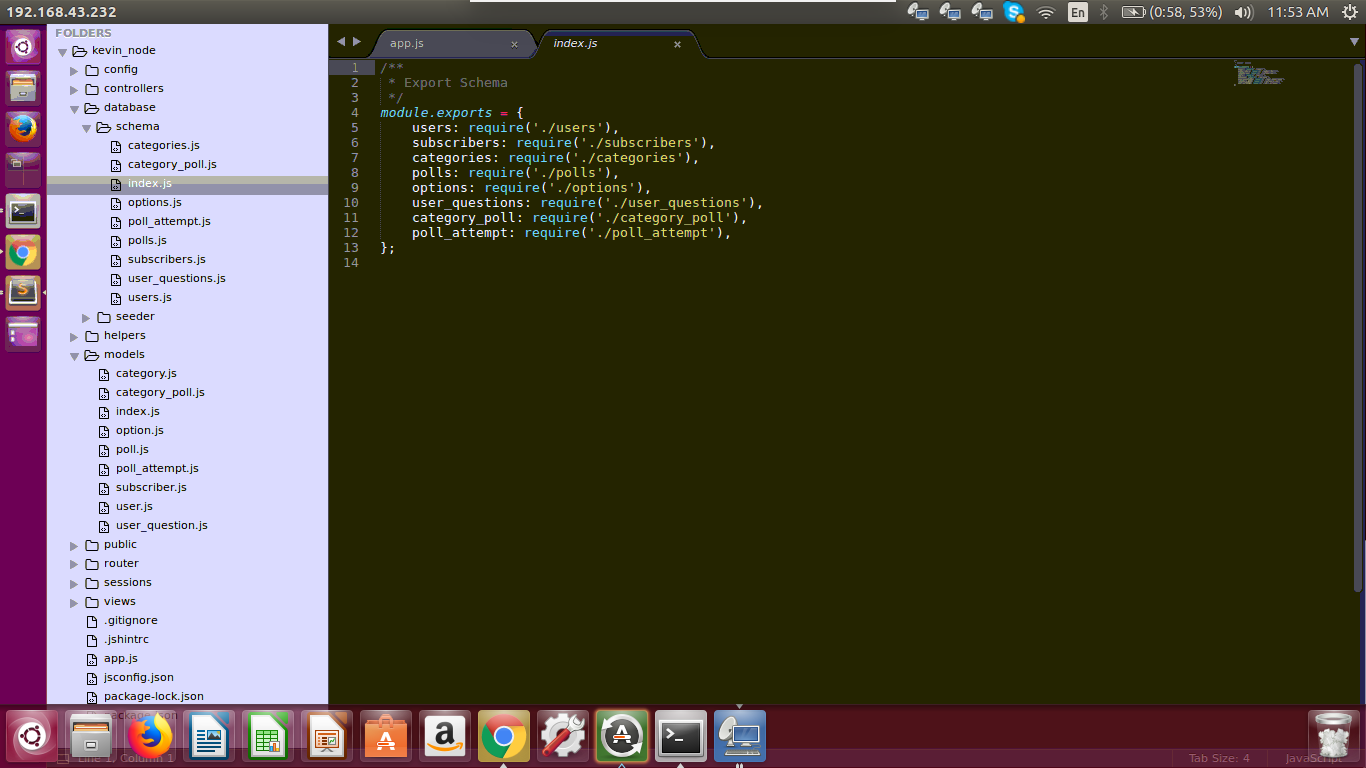 192.168.43.232
En
(0:58, 53%)
11:53 AM
FOLDERS
kevin_node
config
controllers
database
schema
categories.js
category_poll.js
index.js
options.js
poll_attempt.js
polls.js
subscribers.js
user_questions.js
users.js
seeder
helpers
models
category.js
category_poll.js
index.js
option.js
poll.js
poll_attempt.js
subscriber.js
user.js
user_question.js
public
router
sessions
views
.gitignore
.jshintrc
app.js
jsconfig.json
package-lock.json
package.json
app.js
index.js
1 /**
2  * Export Schema
3  */
4 module.exports = {
5     users: require('./users'),
6     subscribers: require('./subscribers'),
7     categories: require('./categories'),
8     polls: require('./polls'),
9     options: require('./options'),
10     user_questions: require('./user_questions'),
11     category_poll: require('./category_poll'),
12     poll_attempt: require('./poll_attempt'),
13 };
14
Line 1, Column 1
Tab Size: 4
JavaScript